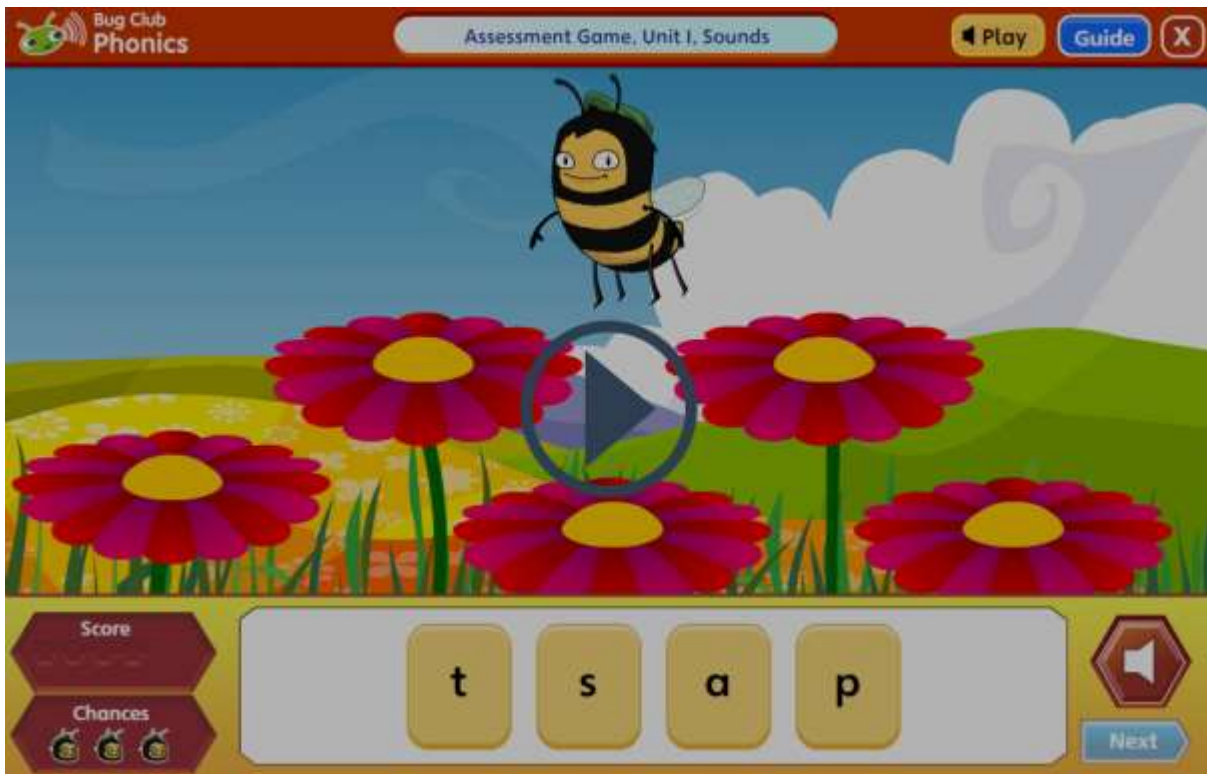 Bug Club
Phonics
Assessment Game, Unit 1, Sounds
Play
Guide
X
Score
Chances
t s a p
Next